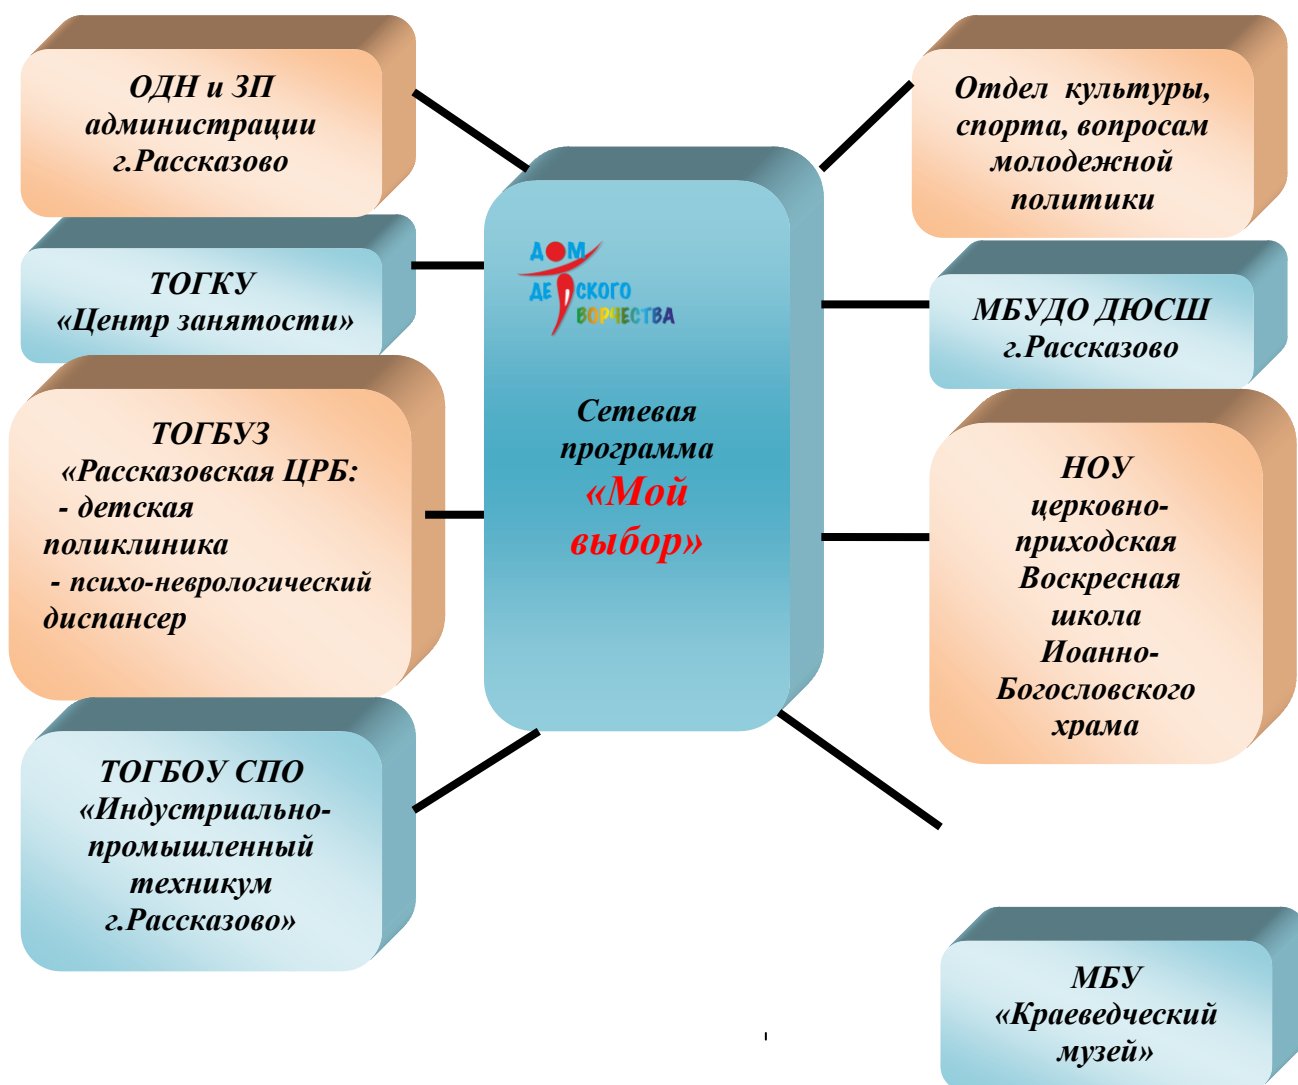 ОДН и ЗП
администрации
г.Рассказово
ТОГКУ
«Центр занятости»
ТОГБУЗ
«Рассказовская ЦРБ:
- детская
поликлиника
- психо-неврологический
диспансер
ТОГБОУ СПО
«Индустриально-
промышленный
техникум
г.Рассказово»
ДОМ
ДЕТСКОГО
ТВОРЧЕСТВА
Сетевая
программа
«Мой
выбор»
Отдел культуры,
спорта, вопросам
молодежной
политики
МБУДО ДЮСШ
г.Рассказово
НОУ
церковно-
приходская
Воскресная
школа
Иоанно-
Богословского
храма
МБУ
«Краеведческий
музей»